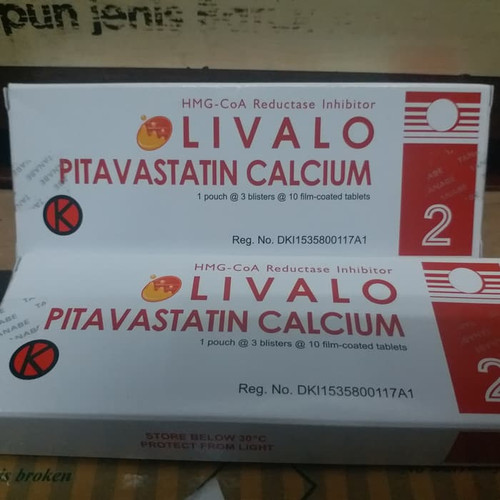 pun jenis
HMG-CoA Reductase Inhibitor
LIVALO
PITAVASTATIN CALCIUM
1 pouch @ 3 blisters @ 10 film-coated tablets
K
Reg. No. DKI1535800117A1
2
HMG-CoA Reductase Inhibitor
LIVALO
PITAVASTATIN CALCIUM
1 pouch @ 3 blisters @ 10 film-coated tablets
K
Reg. No. DKI1535800117A1
2
STORE BELOW 30°C
PROTECT FROM LIGHT
is broken